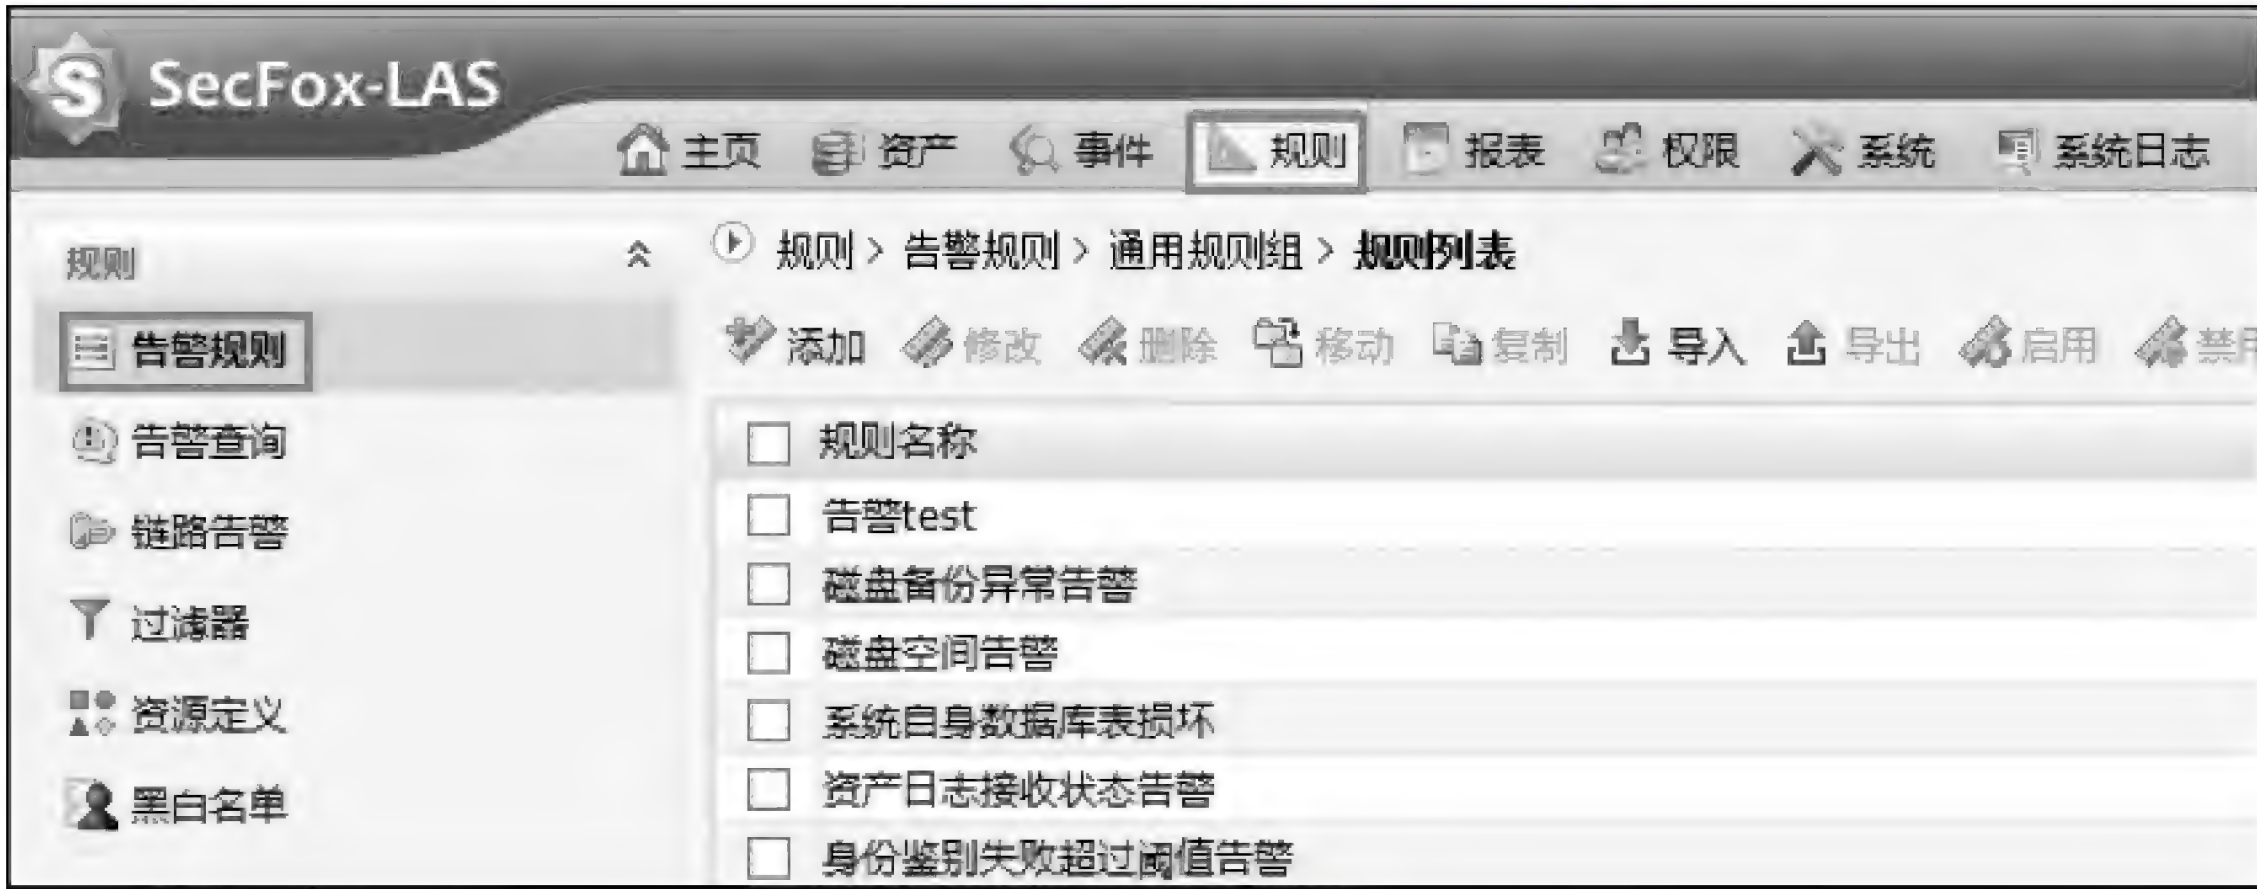 SecFox-LAS
主页 资产 事件 规则 报表 权限 系统 系统日志
规则
告警规则
告警查询
链路告警
过滤器
资源定义
黑白名单
规则 > 告警规则 > 通用规则组 > 规则列表
添加 修改 删除 移动 复制 导入 导出 启用 禁用
规则名称
告警test
磁盘备份异常告警
磁盘空间告警
系统自身数据库表损坏
资产日志接收状态告警
身份鉴别失败超过阈值告警